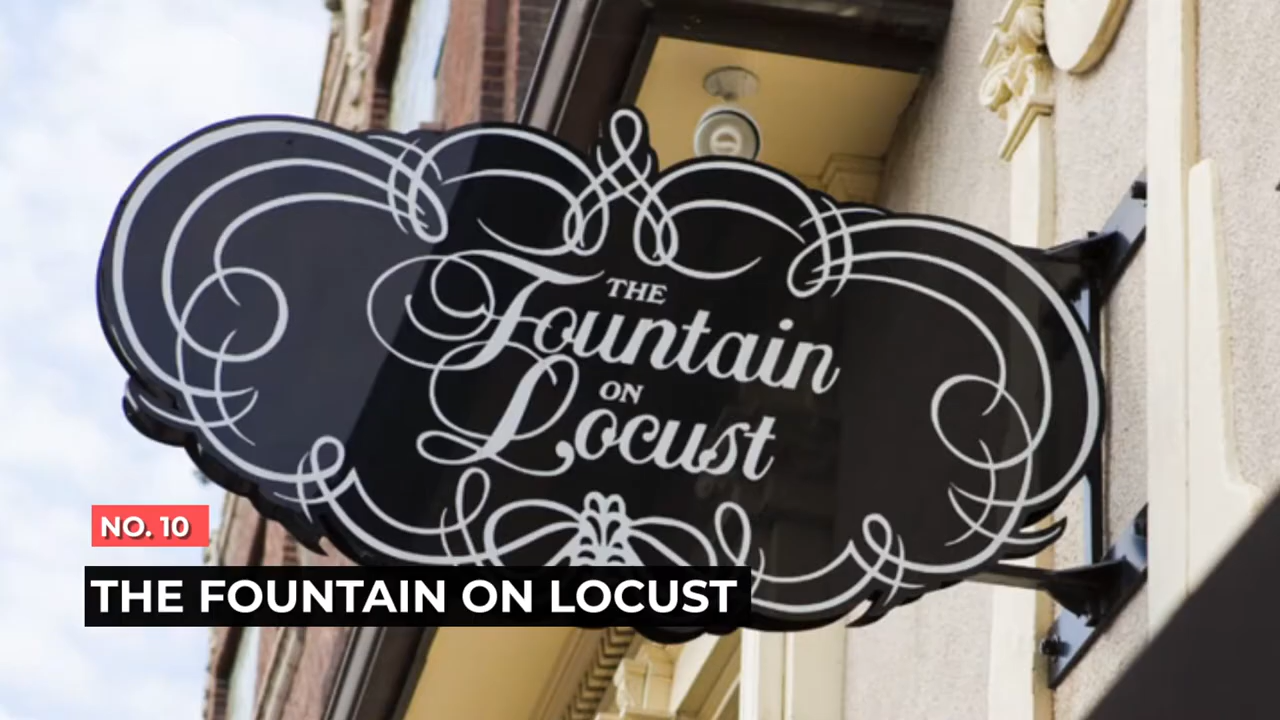 THE
Fountain
ON
Locust
NO. 10
THE FOUNTAIN ON LOCUST